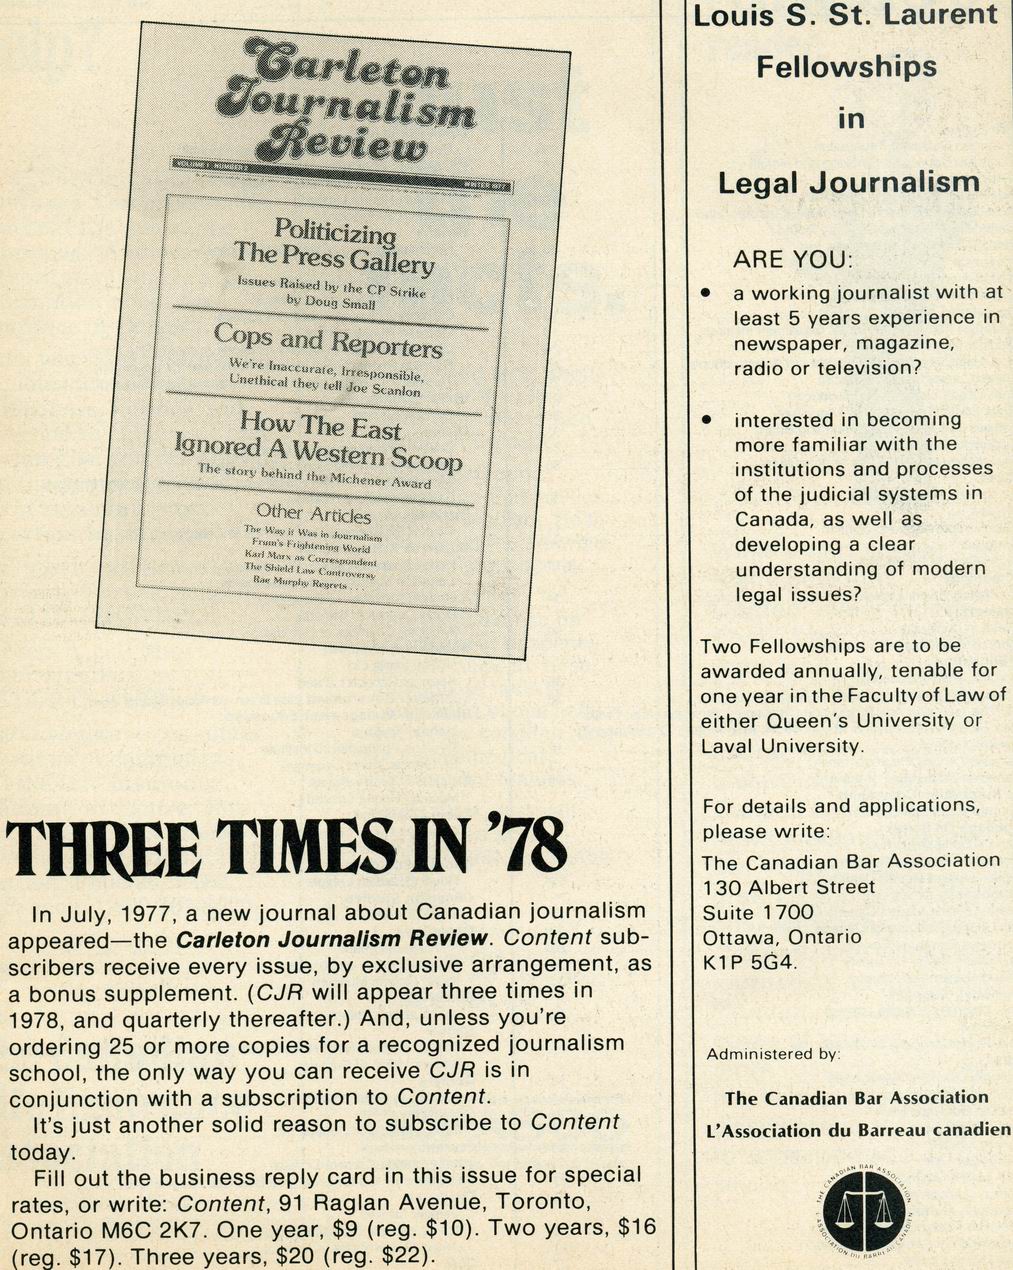 Carleton
Journalism
Review
VOLUME 1 NUMBER 2 WINTER 1977
Politicizing
The Press Gallery
Issues Raised by the CP Strike
by Doug Small
Cops and Reporters
We're Inaccurate, Irresponsible,
Unethical they tell Joe Scanlon
How The East
Ignored A Western Scoop
The story behind the Michener Award
Other Articles
The Way it Was in Journalism
Frum's Frightening World
Karl Marx as Correspondent
The Shield Law Controversy
Rae Murphy Regrets . . .
THREE TIMES IN '78
In July, 1977, a new journal about Canadian journalism
appeared—the Carleton Journalism Review. Content sub-
scribers receive every issue, by exclusive arrangement, as
a bonus supplement. (CJR will appear three times in
1978, and quarterly thereafter.) And, unless you're
ordering 25 or more copies for a recognized journalism
school, the only way you can receive CJR is in
conjunction with a subscription to Content.
It's just another solid reason to subscribe to Content
today.
Fill out the business reply card in this issue for special
rates, or write: Content, 91 Raglan Avenue, Toronto,
Ontario M6C 2K7. One year, $9 (reg. $10). Two years, $16
(reg. $17). Three years, $20 (reg. $22).
Louis S. St. Laurent
Fellowships
in
Legal Journalism
ARE YOU:
• a working journalist with at
least 5 years experience in
newspaper, magazine,
radio or television?
• interested in becoming
more familiar with the
institutions and processes
of the judicial systems in
Canada, as well as
developing a clear
understanding of modern
legal issues?
Two Fellowships are to be
awarded annually, tenable for
one year in the Faculty of Law of
either Queen's University or
Laval University.
For details and applications,
please write:
The Canadian Bar Association
130 Albert Street
Suite 1700
Ottawa, Ontario
K1P 5G4.
Administered by:
The Canadian Bar Association
L'Association du Barreau canadien
THE CANADIAN BAR ASSOCIATION
ASSOCIATION DU BARREAU CANADIEN